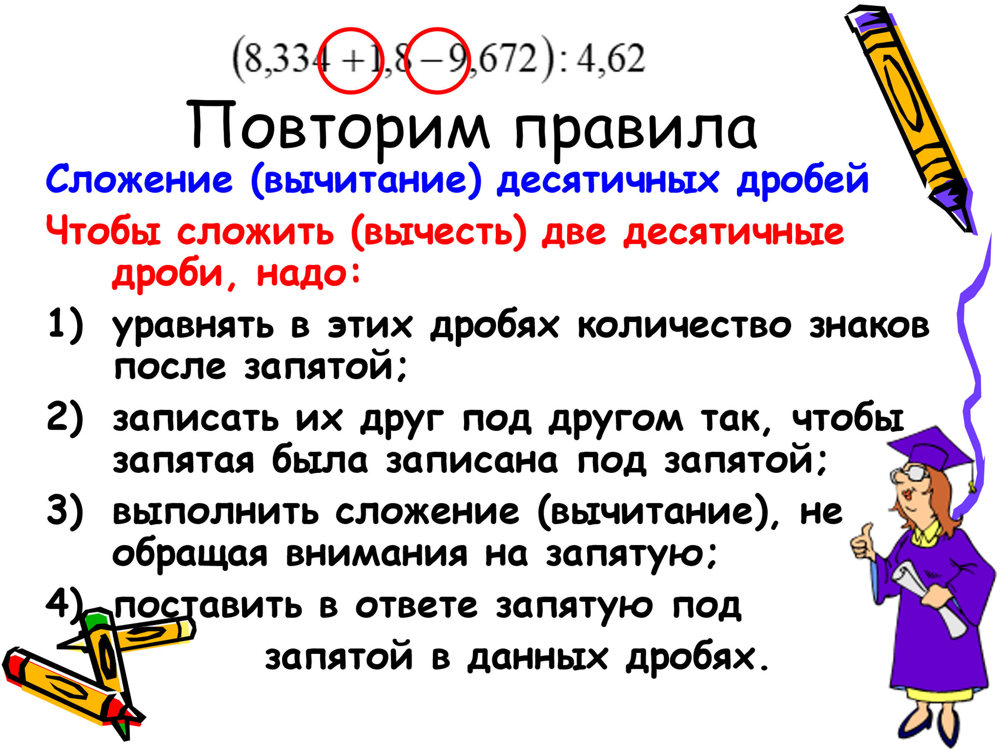 (8,334 + 1,8 − 9,672) : 4,62
Повторим правила
Сложение (вычитание) десятичных дробей
Чтобы сложить (вычесть) две десятичные
дроби, надо:
1) уравнять в этих дробях количество знаков
после запятой;
2) записать их друг под другом так, чтобы
запятая была записана под запятой;
3) выполнить сложение (вычитание), не
обращая внимания на запятую;
4) поставить в ответе запятую под
запятой в данных дробях.